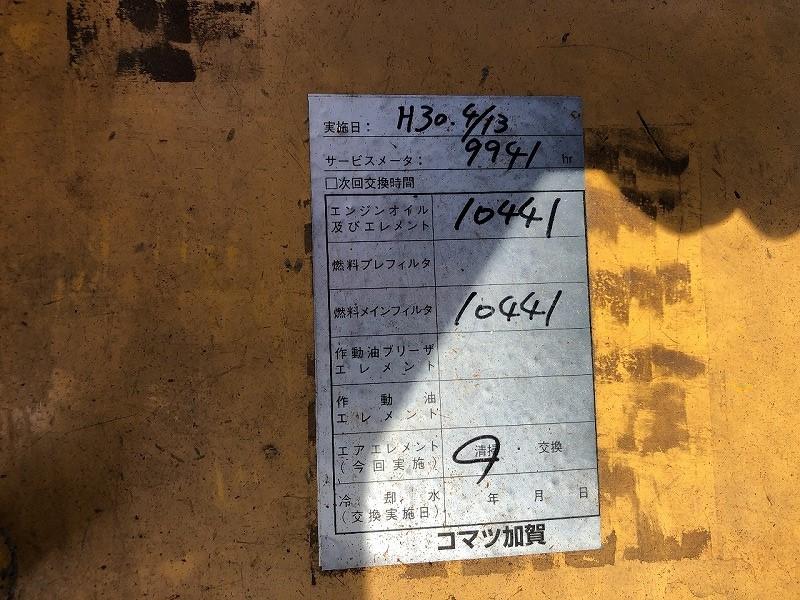 実施日： H30.4/13
サービスメータ： 9941 hr
□次回交換時間
エンジンオイル
及びエレメント
10441
燃料プレフィルタ
燃料メインフィルタ 10441
作動油ブリーザ
エレメント
作動油
エレメント
エアエレメント
（今回実施）
清掃・交換
冷却水
（交換実施日）
年 月 日
コマツ加賀